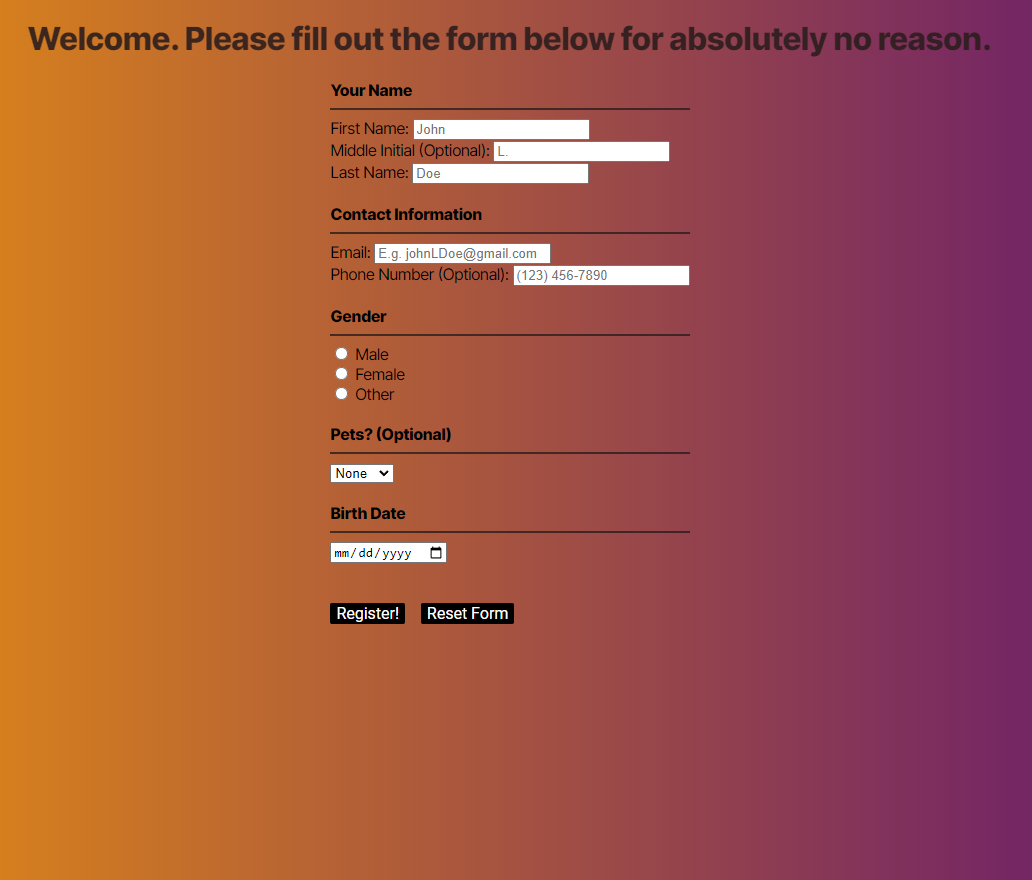 Welcome. Please fill out the form below for absolutely no reason.
Your Name
First Name: John
Middle Initial (Optional): L.
Last Name: Doe
Contact Information
Email: E.g. johnLDoe@gmail.com
Phone Number (Optional): (123) 456-7890
Gender
Male
Female
Other
Pets? (Optional)
None
Birth Date
mm/dd/yyyy
Register! Reset Form